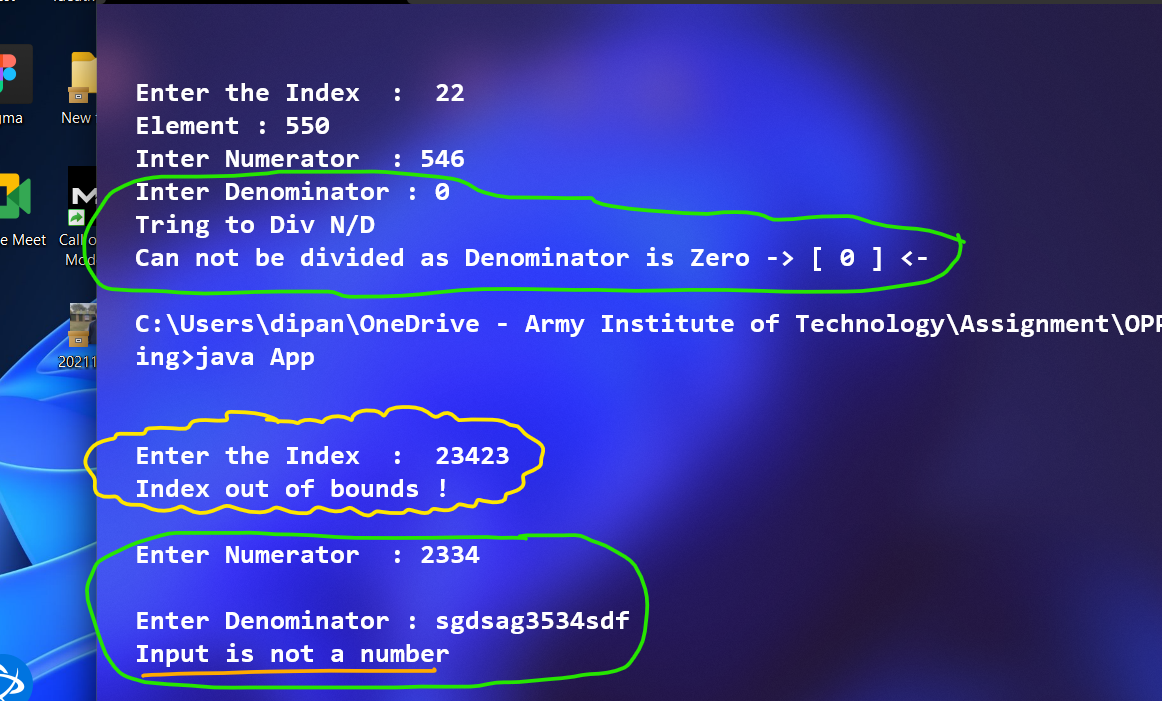 gma
New
e Meet
Call o
Mod
20211
Enter the Index  :  22
Element : 550
Inter Numerator  : 546
Inter Denominator : 0
Tring to Div N/D
Can not be divided as Denominator is Zero -> [ 0 ] <-
C:\Users\dipan\OneDrive - Army Institute of Technology\Assignment\OPP
ing>java App
Enter the Index  :  23423
Index out of bounds !
Enter Numerator  : 2334
Enter Denominator : sgdsag3534sdf
Input is not a number